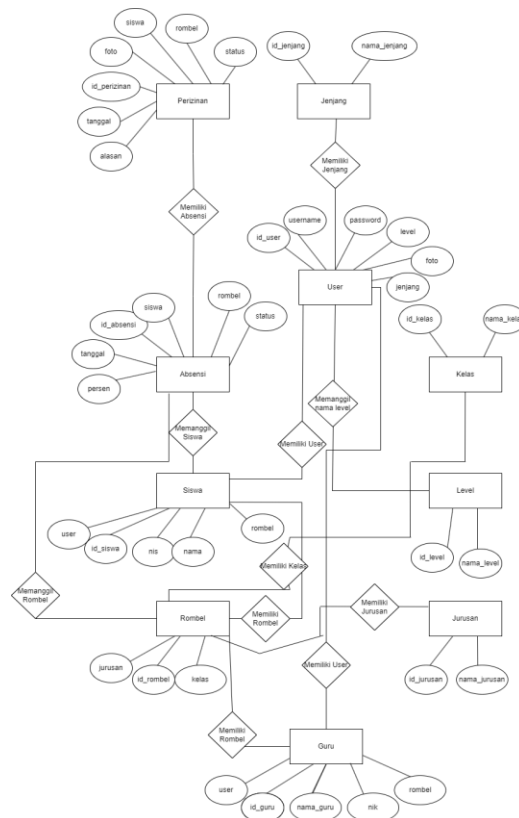 siswa
rombel
foto
status
id_perizinan
tanggal
alasan
Perizinan
id_jenjang
nama_jenjang
Jenjang
Memiliki
Jenjang
Memiliki
Absensi
username
password
id_user
level
foto
jenjang
User
siswa
rombel
id_absensi
status
tanggal
persen
Absensi
id_kelas
nama_kelas
Kelas
Memanggil
nama level
Memanggil
Siswa
Memiliki User
Siswa
user
id_siswa
nis
nama
rombel
Level
id_level
nama_level
Memiliki Kelas
Memanggil
Rombel
Rombel
Memiliki
Rombel
Memiliki
Jurusan
Jurusan
jurusan
id_rombel
kelas
id_jurusan
nama_jurusan
Memiliki User
Memiliki
Rombel
Guru
user
id_guru
nama_guru
nik
rombel